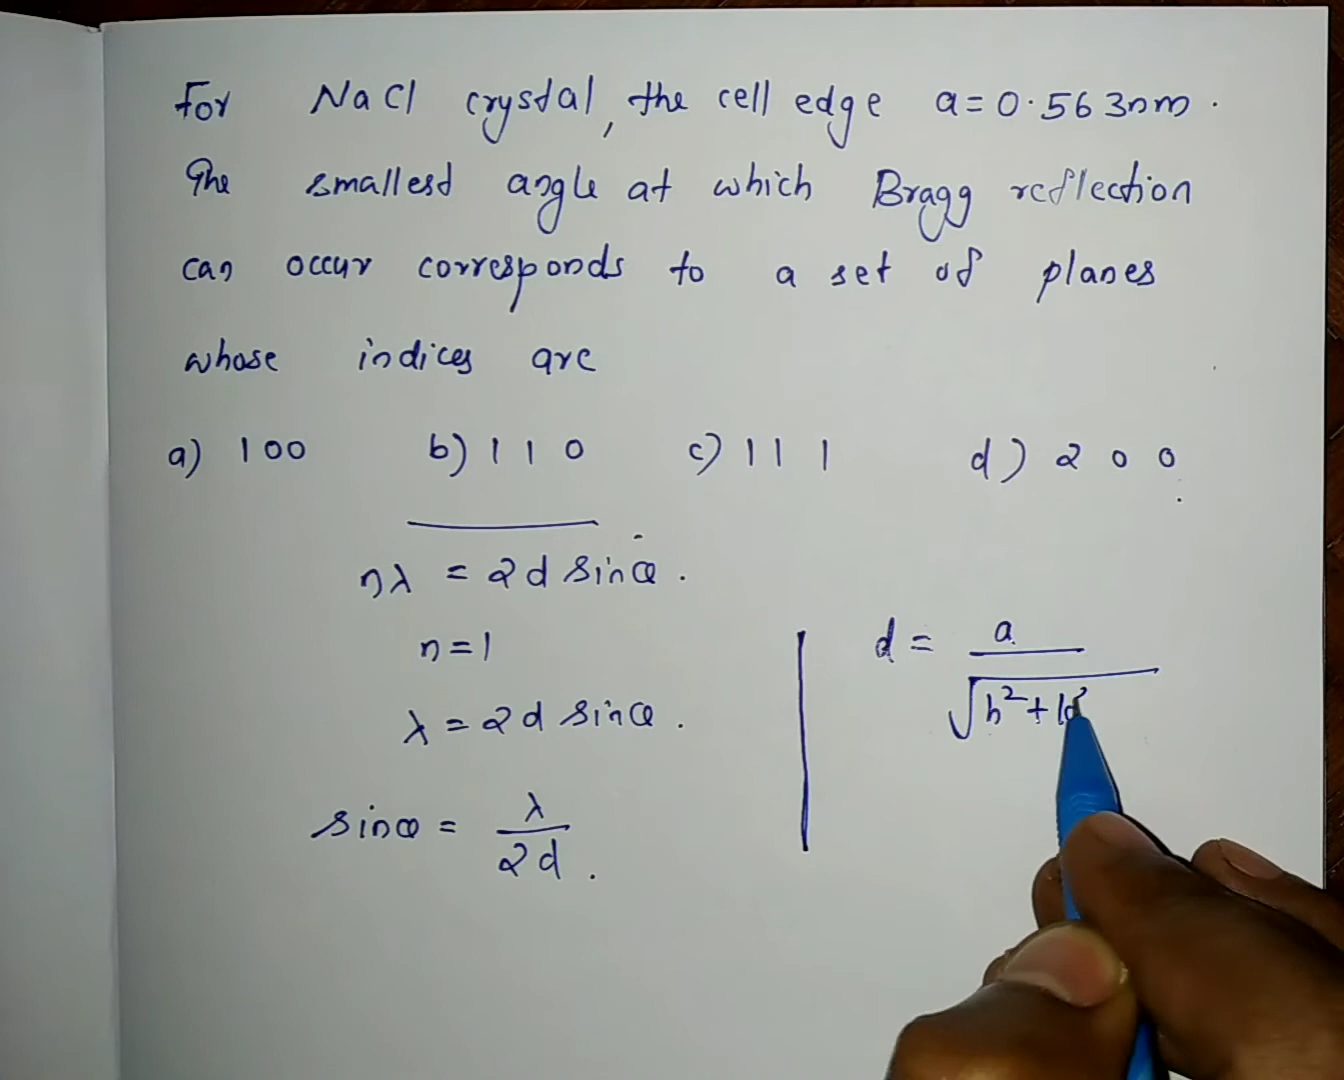 For NaCl crystal, the cell edge a=0.563nm.
The smallest angle at which Bragg reflection
can occur corresponds to a set of planes
whose indices are
a) 100 b) 110 c) 111 d) 200
nλ = 2d sinθ.
n=1
λ = 2d sinθ.
sinθ = λ/2d.
d = a/√h²+k²